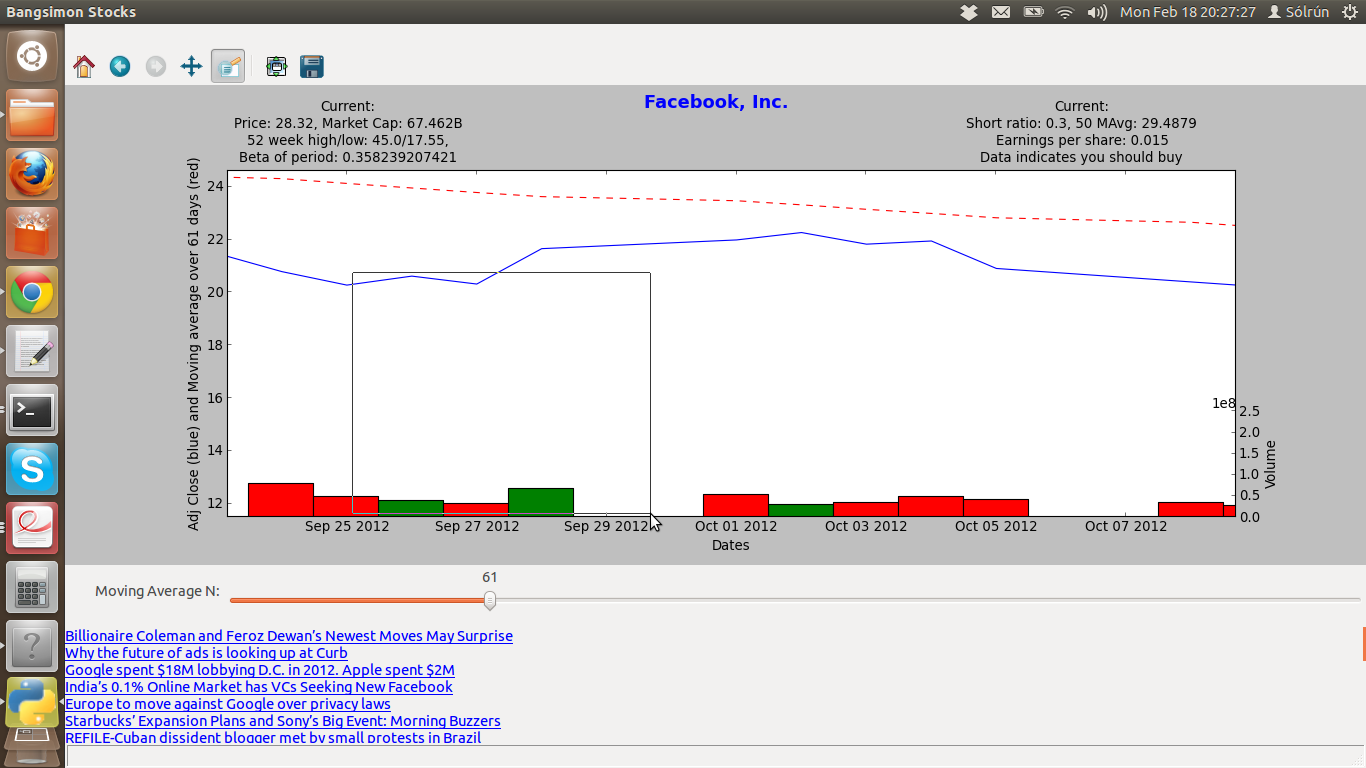 Bangsimon Stocks
Mon Feb 18 20:27:27
Sólrún
Facebook, Inc.
Current:
Price: 28.32, Market Cap: 67.462B
52 week high/low: 45.0/17.55,
Beta of period: 0.358239207421
Current:
Short ratio: 0.3, 50 MAvg: 29.4879
Earnings per share: 0.015
Data indicates you should buy
Adj Close (blue) and Moving average over 61 days (red)
24
22
20
18
16
14
12
1e8
2.5
2.0
1.5
1.0
0.5
0.0
Volume
Sep 25 2012
Sep 27 2012
Sep 29 2012
Oct 01 2012
Oct 03 2012
Oct 05 2012
Oct 07 2012
Dates
61
Moving Average N:
Billionaire Coleman and Feroz Dewan’s Newest Moves May Surprise
Why the future of ads is looking up at Curb
Google spent $18M lobbying D.C. in 2012. Apple spent $2M
India’s 0.1% Online Market has VCs Seeking New Facebook
Europe to move against Google over privacy laws
Starbucks’ Expansion Plans and Sony’s Big Event: Morning Buzzers
REFILE-Cuban dissident blogger met by small protests in Brazil